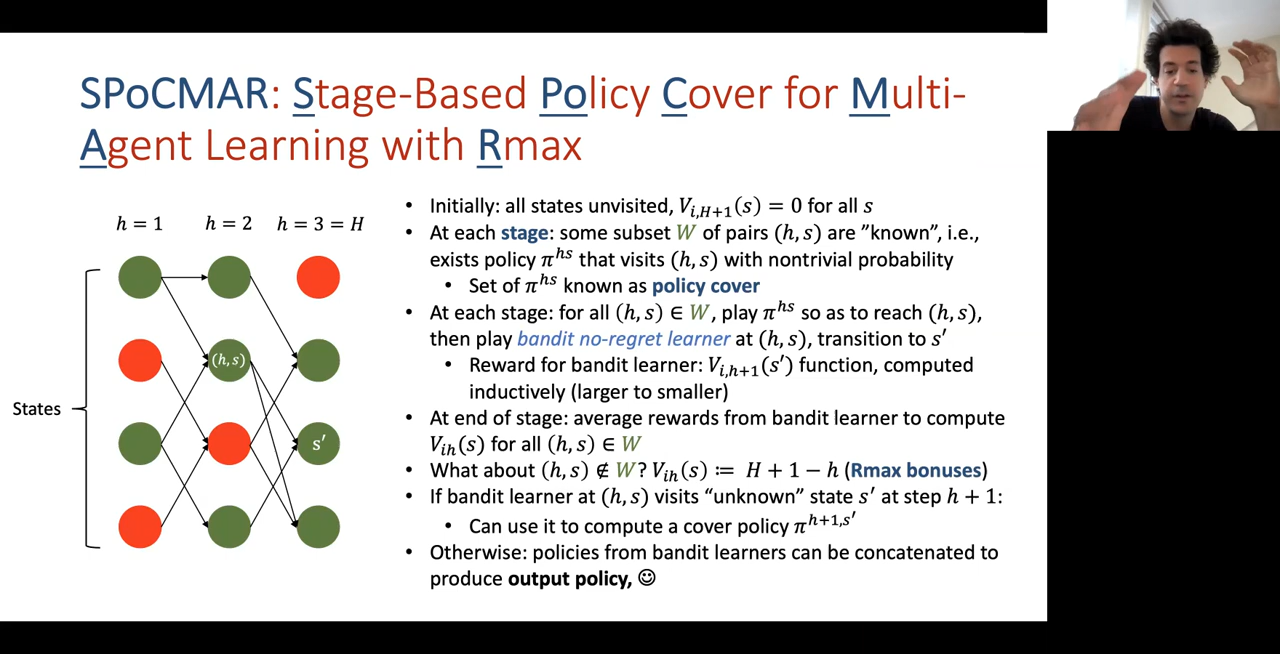 SPoCMAR: Stage-Based Policy Cover for Multi-
Agent Learning with Rmax
h = 1
h = 2
h = 3 = H
States
(h, s)
s′
• Initially: all states unvisited, V_{i,H+1}(s) = 0 for all s
• At each stage: some subset W of pairs (h, s) are ”known”, i.e.,
exists policy π^{hs} that visits (h, s) with nontrivial probability
• Set of π^{hs} known as policy cover
• At each stage: for all (h, s) ∈ W, play π^{hs} so as to reach (h, s),
then play bandit no-regret learner at (h, s), transition to s′
• Reward for bandit learner: V_{i,h+1}(s′) function, computed
inductively (larger to smaller)
• At end of stage: average rewards from bandit learner to compute
V_{ih}(s) for all (h, s) ∈ W
• What about (h, s) ∉ W? V_{ih}(s) ≔ H + 1 − h (Rmax bonuses)
• If bandit learner at (h, s) visits “unknown” state s′ at step h + 1:
• Can use it to compute a cover policy π^{h+1,s′}
• Otherwise: policies from bandit learners can be concatenated to
produce output policy, ☺